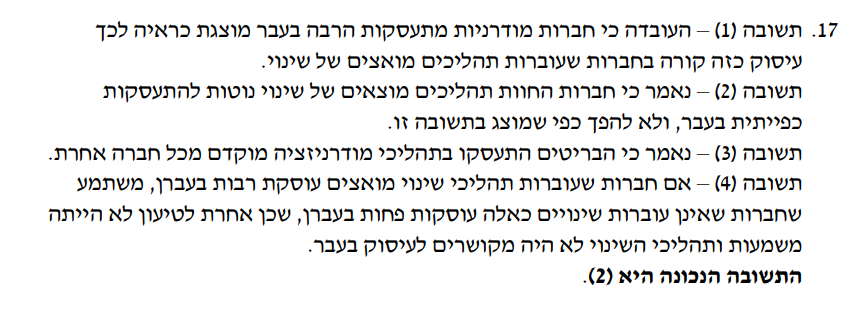 17. תשובה (1) – העובדה כי חברות מודרניות מתעסקות הרבה בעבר מוצגת כראיה לכך
עיסוק כזה קורה בחברות שעוברות תהליכים מואצים של שינוי.
תשובה (2) – נאמר כי חברות החוות תהליכים מוצאים של שינוי נוטות להתעסקות
כפייתית בעבר, ולא להפך כפי שמוצג בתשובה זו.
תשובה (3) – נאמר כי הבריטים התעסקו בתהליכי מודרניזציה מוקדם מכל חברה אחרת.
תשובה (4) – אם חברות שעוברות תהליכי שינוי מואצים עוסקת רבות בעברן, משתמע
שחברות שאינן עוברות שינויים כאלה עוסקות פחות בעברן, שכן אחרת לטיעון לא הייתה
משמעות ותהליכי השינוי לא היה מקושרים לעיסוק בעבר.
התשובה הנכונה היא (2).